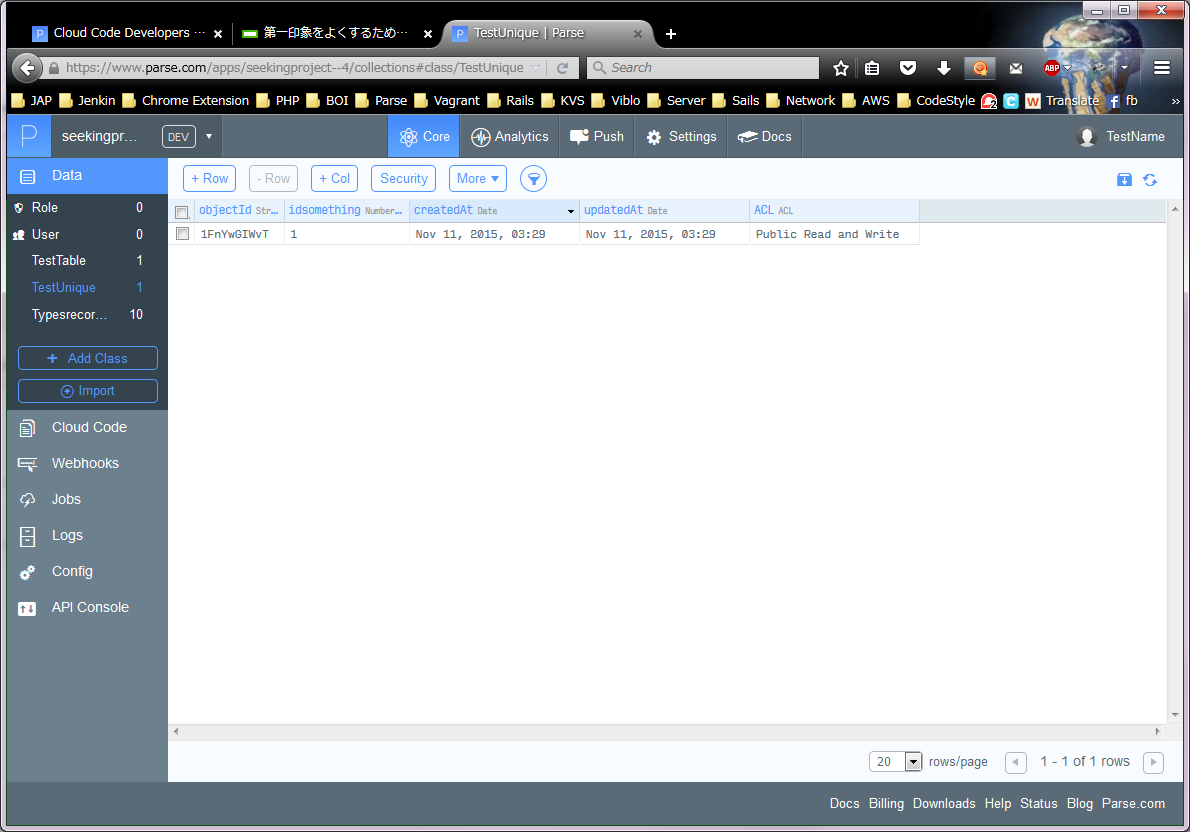 Cloud Code Developers ··· 第一印象をよくするため··· TestUnique | Parse
https://www.parse.com/apps/seekingproject--4/collections#class/TestUnique Search ABP
JAP Jenkin Chrome Extension PHP BOI Parse Vagrant Rails KVS Viblo Server Sails Network AWS CodeStyle Translate fb »
P seekingpr... DEV Core Analytics Push Settings Docs TestName
Data + Row - Row + Col Security More
objectId Str... idsomething Number... createdAt Date updatedAt Date ACL ACL
1FnYwGIWvT 1 Nov 11, 2015, 03:29 Nov 11, 2015, 03:29 Public Read and Write
Role 0
User 0
TestTable 1
TestUnique 1
Typesrecor... 10
+ Add Class
Import
Cloud Code
Webhooks
Jobs
Logs
Config
API Console
20 rows/page 1 - 1 of 1 rows
Docs Billing Downloads Help Status Blog Parse.com